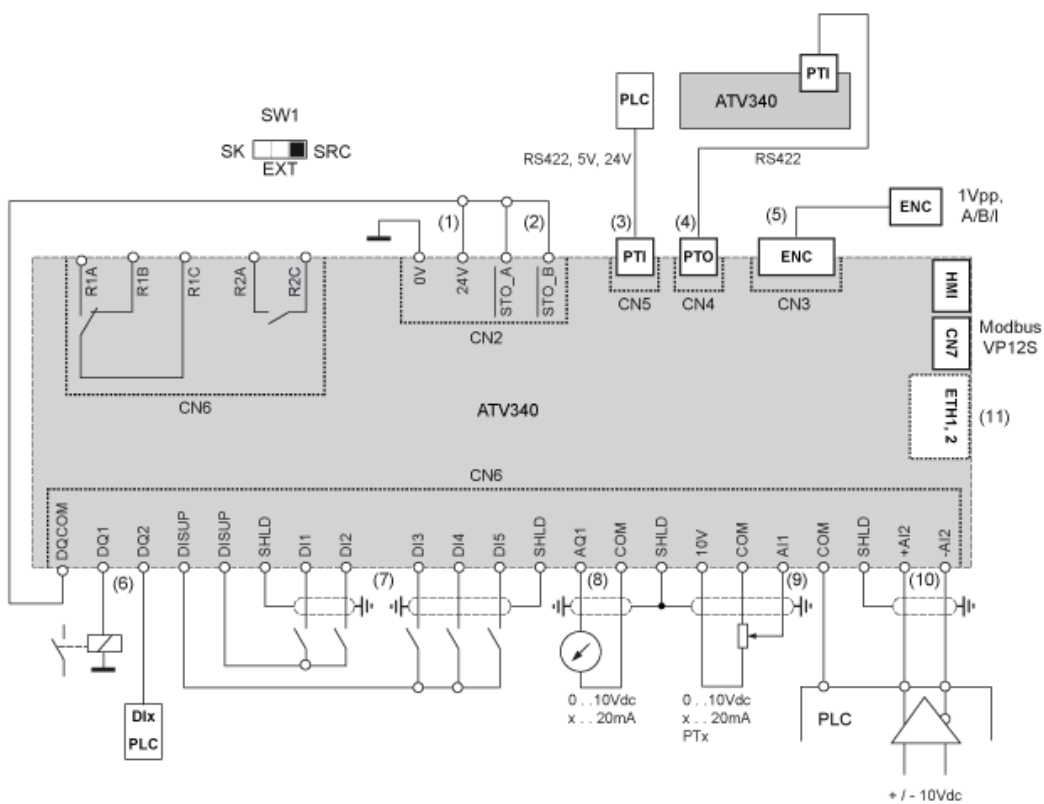 SW1
SK SRC
EXT
PLC
PTI
ATV340
RS422, 5V, 24V
RS422
(1) (2) (3) (4) (5)
ENC
1Vpp,
A/B/I
R1A R1B R1C R2A R2C
0V 24V STO_A STO_B
PTI PTO ENC
CN5 CN4 CN3
CN2
HMI
CN7
Modbus
VP12S
CN6
ATV340
ETH1, 2
(11)
CN6
DQCOM DQ1 DQ2 DISUP DISUP SHLD DI1 DI2 DI3 DI4 DI5 SHLD AQ1 COM SHLD 10V COM AI1 COM SHLD +AI2 -AI2
(6) (7) (8) (9) (10)
DIx
PLC
0 . .10Vdc
x . . 20mA
0 . .10Vdc
x . . 20mA
PTx
PLC
+ / - 10Vdc